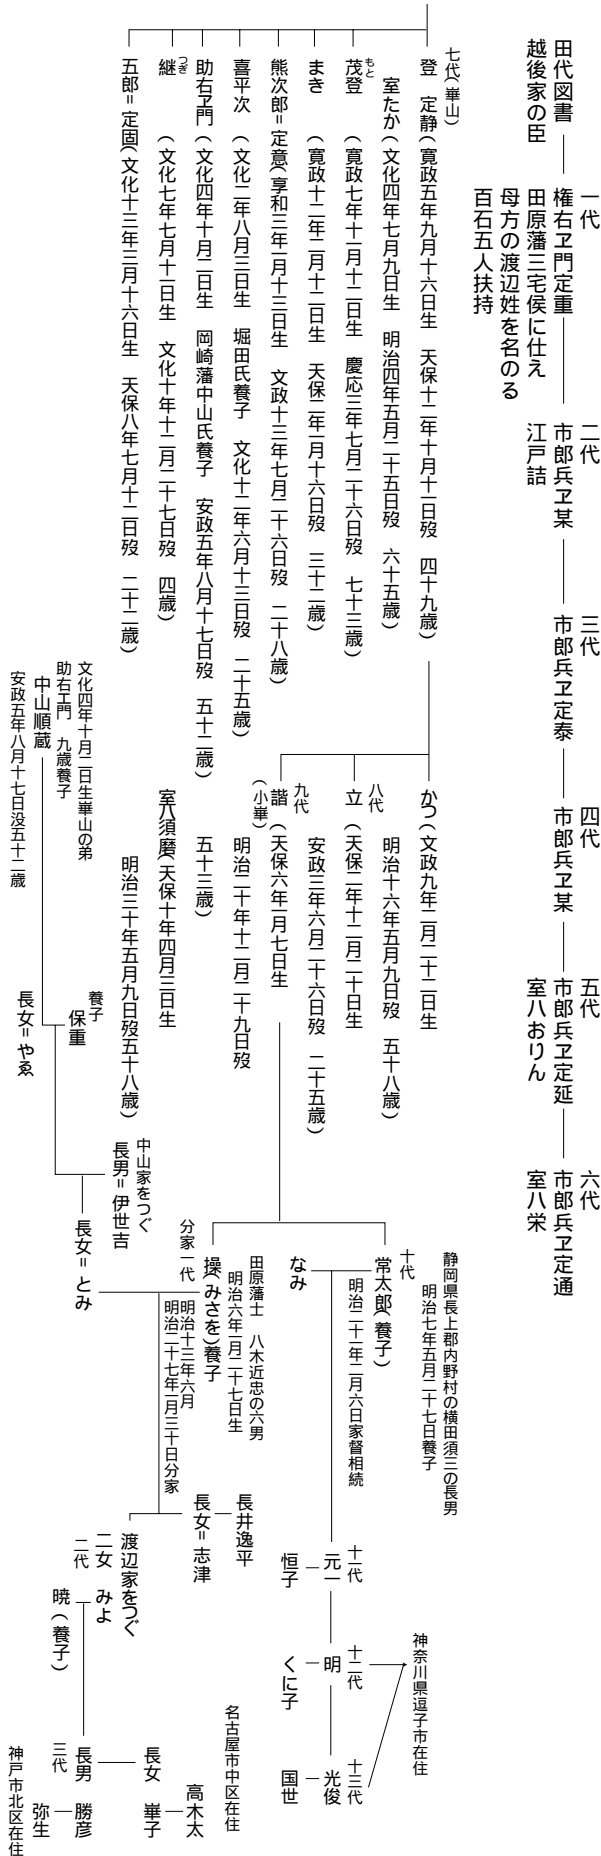 田代図書
越後家の臣
一代
権右ヱ門定重
田原藩三宅侯に仕え
母方の渡辺姓を名のる
百石五人扶持
二代
市郎兵ヱ某
江戸詰
三代
市郎兵ヱ定泰
四代
市郎兵ヱ某
五代
市郎兵ヱ定延
室八おりん
六代
市郎兵ヱ定通
室八栄
七代(崋山)
登 定静(寛政五年九月十六日生 天保十二年十月十一日歿 四十九歳)
室たか(文化四年七月九日生 明治四年五月二十五日歿 六十五歳)
もと
茂登 (寛政七年十一月十二日生 慶応三年七月二十六日歿 七十三歳)
まき (寛政十二年二月十二日生 天保二年一月十六日歿 三十二歳)
熊次郎=定意(享和三年一月十三日生 文政十三年七月二十六日歿 二十八歳)
喜平次 (文化二年八月三日生 堀田氏養子 文化十二年六月十三日歿 二十五歳)
助右ヱ門 (文化四年十月二日生 岡崎藩中山氏養子 安政五年八月十七日歿 五十二歳)
つぎ
継 (文化七年七月十一日生 文化十年十二月二十七日歿 四歳)
五郎=定固(文化十三年三月十六日生 天保八年七月十二日歿 二十二歳)
かつ(文政九年二月二十二日生
明治十六年五月九日歿 五十八歳)
八代
立 (天保二年十二月二十日生
安政三年六月二十六日歿 二十五歳)
九代
諧 (天保六年一月七日生
(小崋)
明治二十年十二月二十九日歿
五十三歳)
室八須磨(天保十年四月三日生
明治三十年五月九日歿五十八歳)
文化四年十月二日生崋山の弟
助右エ門 九歳養子
中山順蔵
安政五年八月十七日没五十二歳
養子
保重
長女=やゑ
中山家をつぐ
長男=伊世吉
長女=とみ
静岡県長上郡内野村の横田須三の長男
明治七年五月二十七日養子
十代
常太郎(養子)
明治二十一年二月六日家督相続
なみ
田原藩士 八木近忠の六男
明治六年一月二十七日生
操(みさを)養子
分家一代
明治十三年六月
明治二十七年一月三十日分家
長井逸平
長女=志津
渡辺家をつぐ
二女 みよ
二代
暁(養子)
十一代
元一
恒子
十二代
明
くに子
十三代
光俊
国世
神奈川県逗子市在住
名古屋市中区在住
高木太
長女 崋子
長男 勝彦
三代
弥生
神戸市北区在住